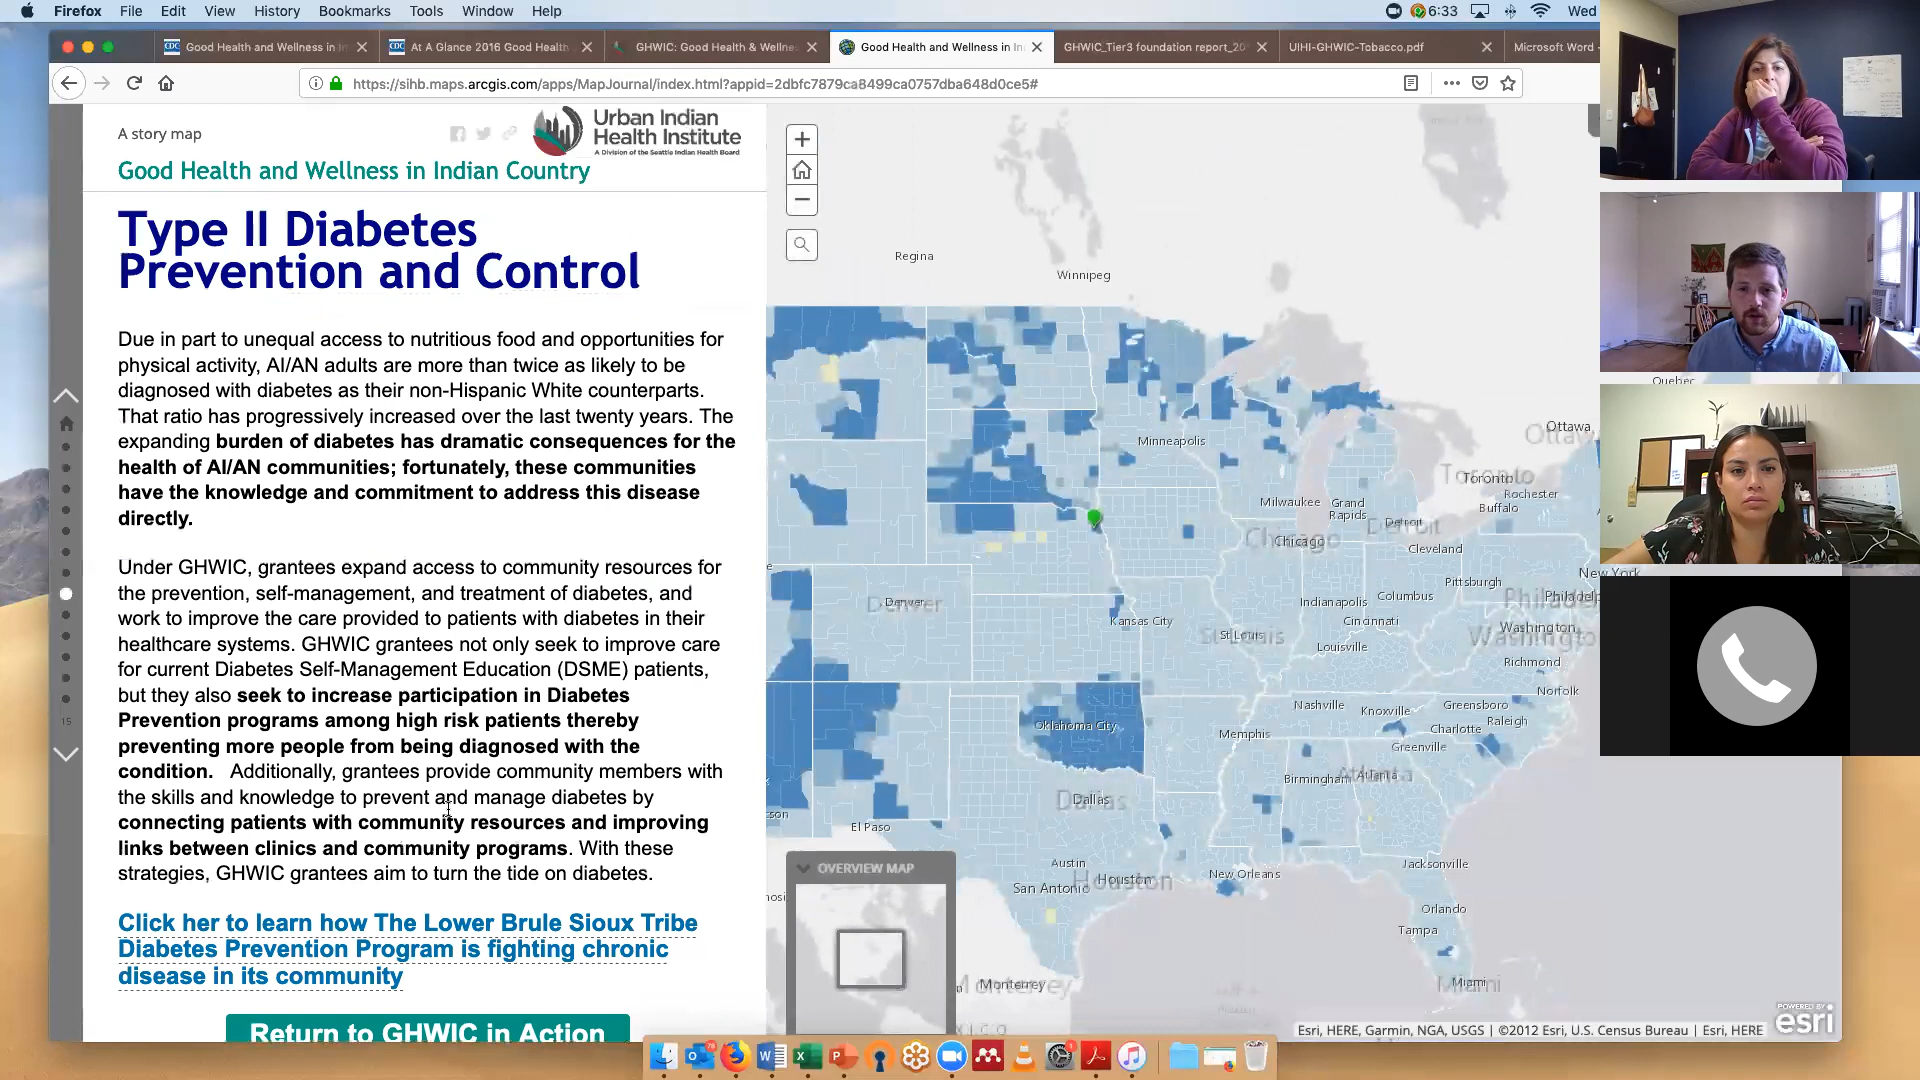 Firefox File Edit View History Bookmarks Tools Window Help
6:33 Wed
Good Health and Wellness in In
At A Glance 2016 Good Health
GHWIC: Good Health & Wellne
Good Health and Wellness in In
GHWIC_Tier3 foundation report_20
UIHI-GHWIC-Tobacco.pdf
Microsoft Word -
https://sihb.maps.arcgis.com/apps/MapJournal/index.html?appid=2dbfc7879ca8499ca0757dba648d0ce5#
A story map
Urban Indian
Health Institute
A Division of the Seattle Indian Health Board
Good Health and Wellness in Indian Country
Type II Diabetes
Prevention and Control
Due in part to unequal access to nutritious food and opportunities for
physical activity, AI/AN adults are more than twice as likely to be
diagnosed with diabetes as their non-Hispanic White counterparts.
That ratio has progressively increased over the last twenty years. The
expanding burden of diabetes has dramatic consequences for the
health of AI/AN communities; fortunately, these communities
have the knowledge and commitment to address this disease
directly.
Under GHWIC, grantees expand access to community resources for
the prevention, self-management, and treatment of diabetes, and
work to improve the care provided to patients with diabetes in their
healthcare systems. GHWIC grantees not only seek to improve care
for current Diabetes Self-Management Education (DSME) patients,
but they also seek to increase participation in Diabetes
Prevention programs among high risk patients thereby
preventing more people from being diagnosed with the
condition. Additionally, grantees provide community members with
the skills and knowledge to prevent and manage diabetes by
connecting patients with community resources and improving
links between clinics and community programs. With these
strategies, GHWIC grantees aim to turn the tide on diabetes.
Click her to learn how The Lower Brule Sioux Tribe
Diabetes Prevention Program is fighting chronic
disease in its community
Return to GHWIC in Action
15
Regina
Winnipeg
Quebec
Ottawa
Minneapolis
Toronto
Milwaukee
Grand
Rapids
Rochester
Buffalo
Detroit
Chicago
Cleveland
New York
Pittsburgh
Denver
Indianapolis
Columbus
Philadelp
Kansas City
Cincinnati
Washington
St Louis
Louisville
Richmond
Norfolk
Nashville
Knoxville
Greensboro
Raleigh
Oklahoma City
Memphis
Charlotte
Greenville
Birmingham
Atlanta
Dallas
El Paso
Austin
Jacksonville
San Antonio
Houston
New Orleans
Orlando
Tampa
Monterrey
Miami
OVERVIEW MAP
Esri, HERE, Garmin, NGA, USGS | ©2012 Esri, U.S. Census Bureau | Esri, HERE
POWERED BY
esri